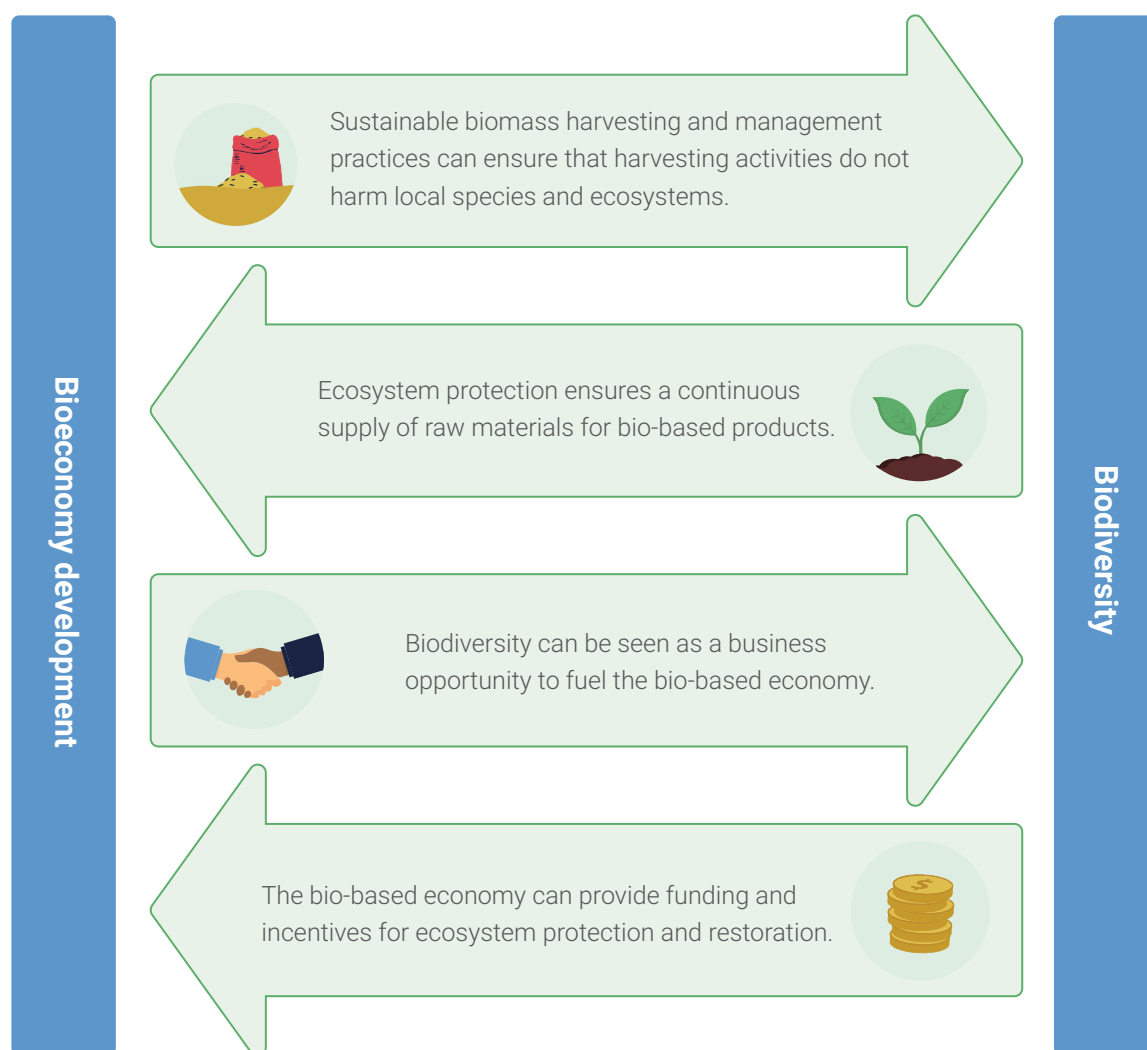 Bioeconomy development
Sustainable biomass harvesting and management
practices can ensure that harvesting activities do not
harm local species and ecosystems.
Ecosystem protection ensures a continuous
supply of raw materials for bio-based products.
Biodiversity can be seen as a business
opportunity to fuel the bio-based economy.
The bio-based economy can provide funding and
incentives for ecosystem protection and restoration.
$
Biodiversity